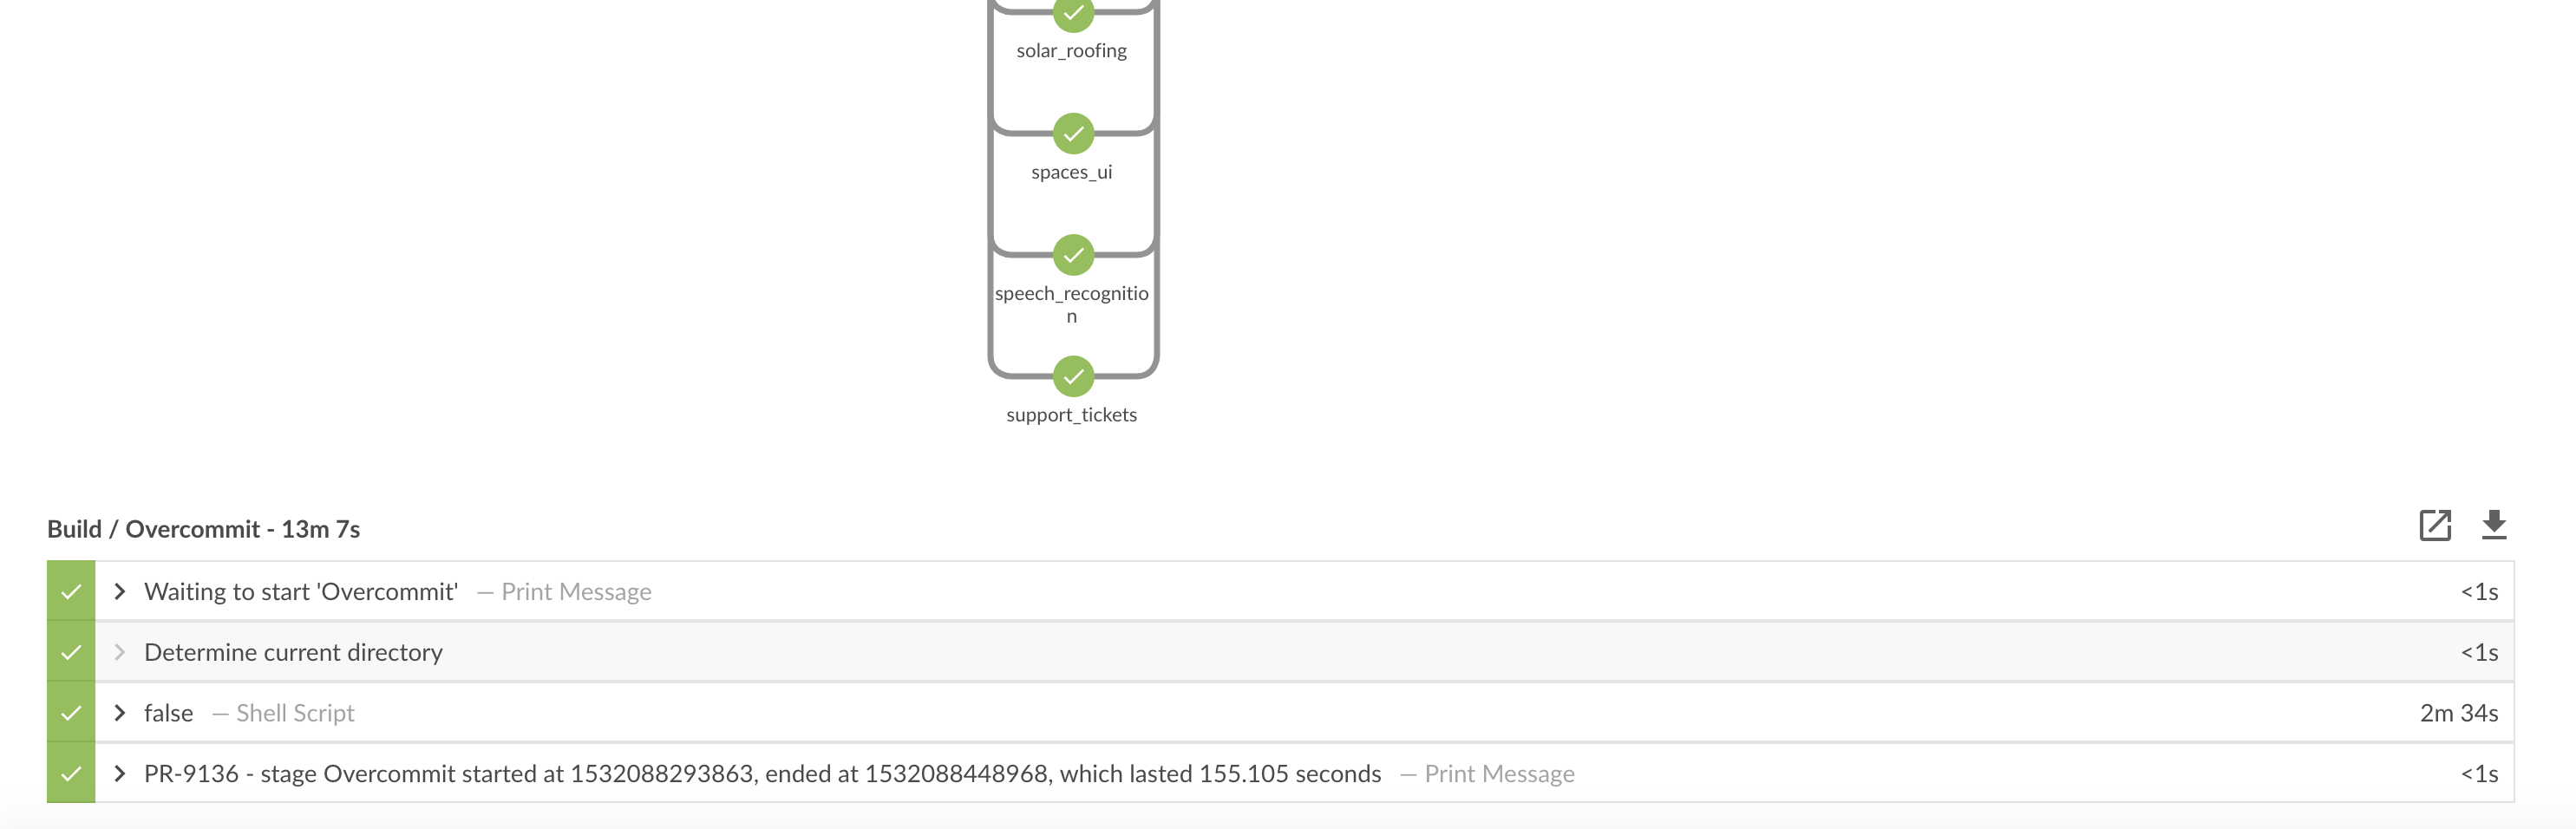 solar_roofing
spaces_ui
speech_recognitio
n
support_tickets
Build / Overcommit - 13m 7s
Waiting to start 'Overcommit' — Print Message <1s
Determine current directory <1s
false — Shell Script 2m 34s
PR-9136 - stage Overcommit started at 1532088293863, ended at 1532088448968, which lasted 155.105 seconds — Print Message <1s